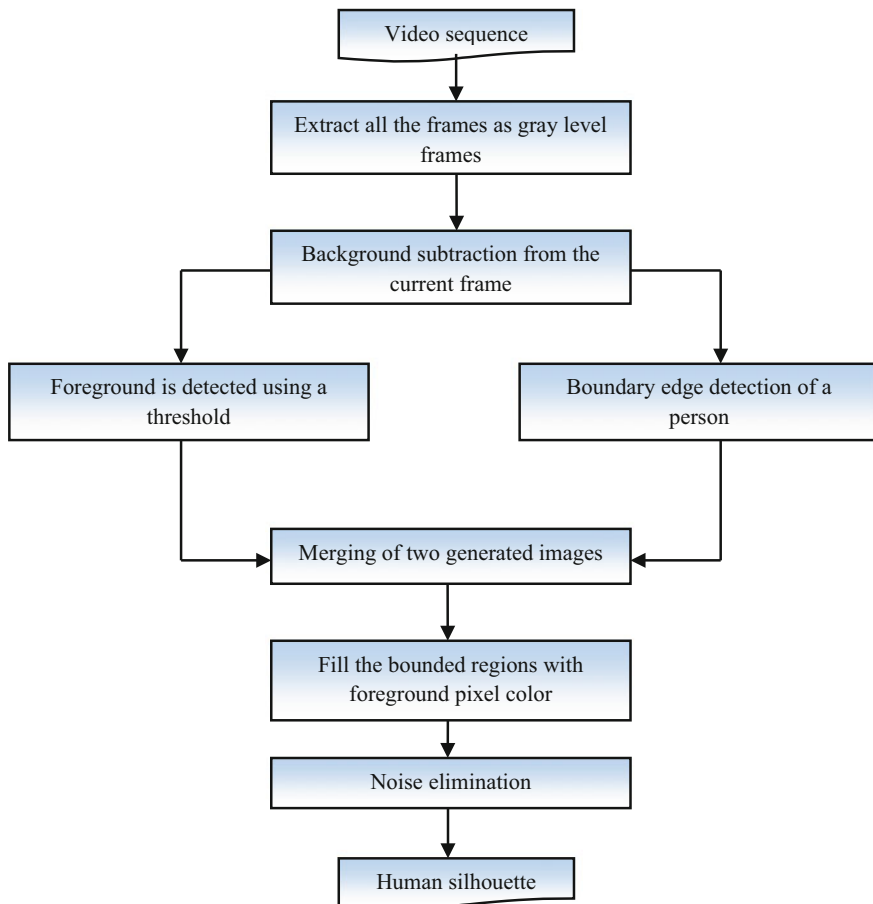 Video sequence
Extract all the frames as gray level
frames
Background subtraction from the
current frame
Foreground is detected using a
threshold
Boundary edge detection of a
person
Merging of two generated images
Fill the bounded regions with
foreground pixel color
Noise elimination
Human silhouette